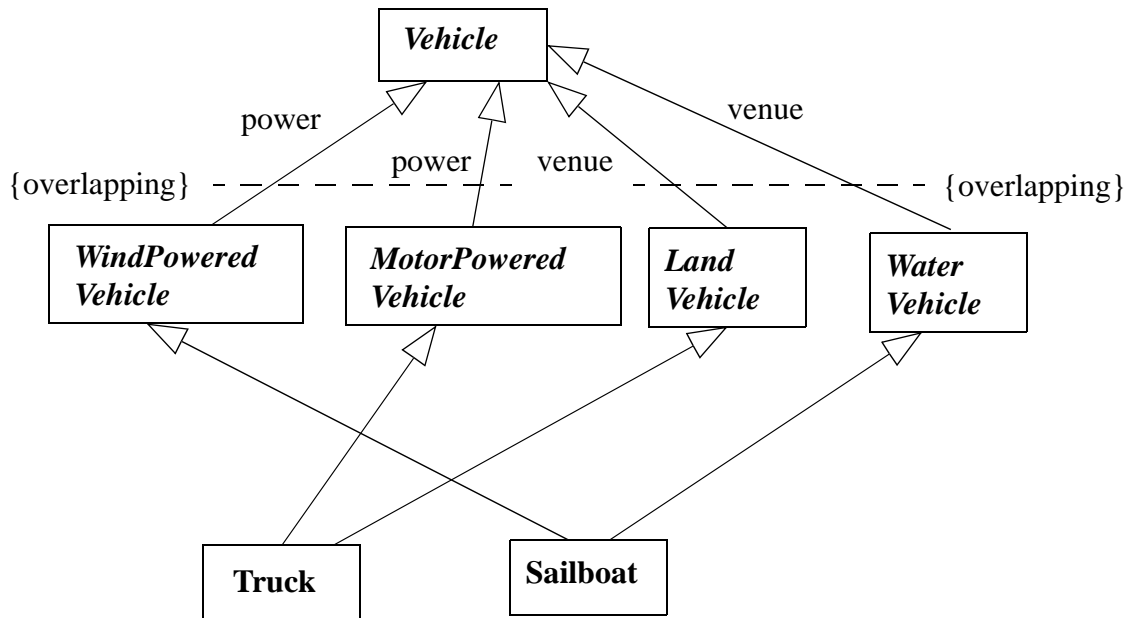 Vehicle
power
venue
power
venue
{overlapping}
{overlapping}
WindPowered
Vehicle
MotorPowered
Vehicle
Land
Vehicle
Water
Vehicle
Truck
Sailboat